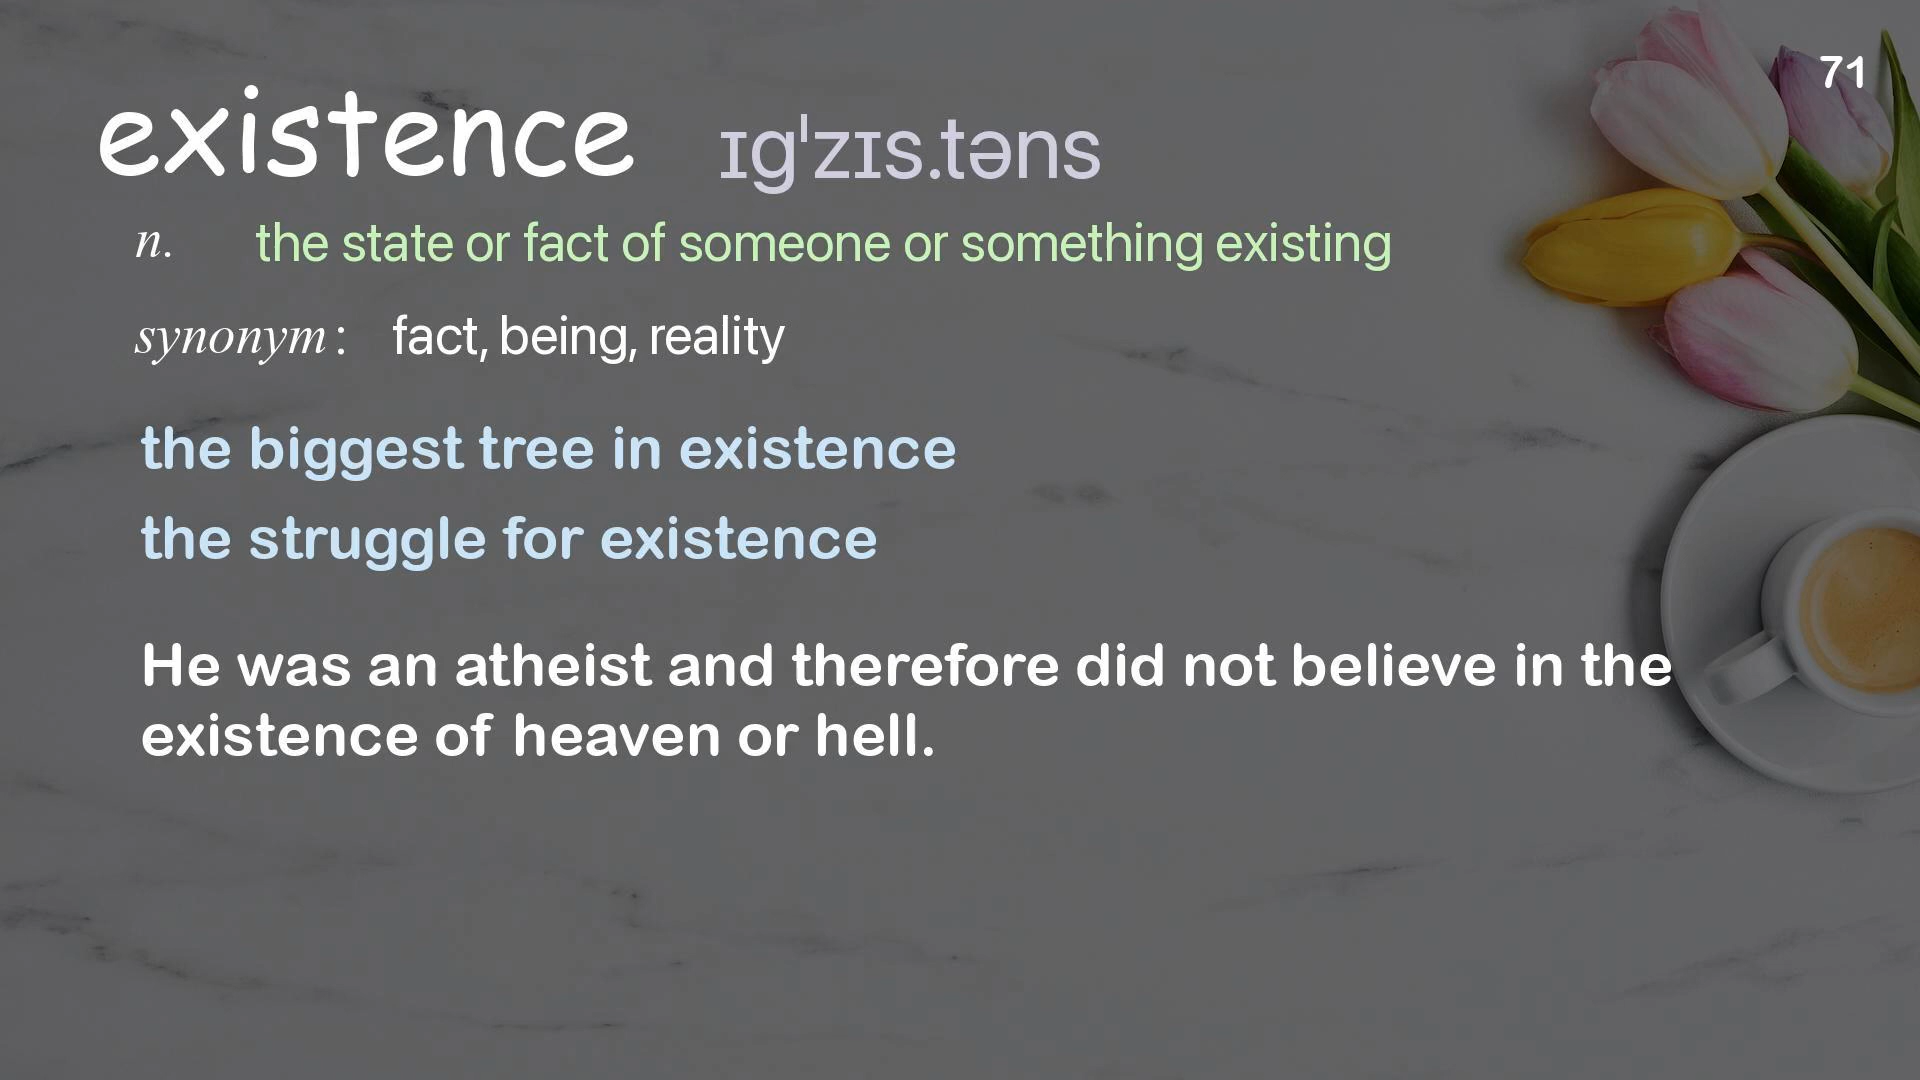 71
existence ɪɡˈzɪs.təns
n. the state or fact of someone or something existing
synonym : fact, being, reality
the biggest tree in existence
the struggle for existence
He was an atheist and therefore did not believe in the
existence of heaven or hell.